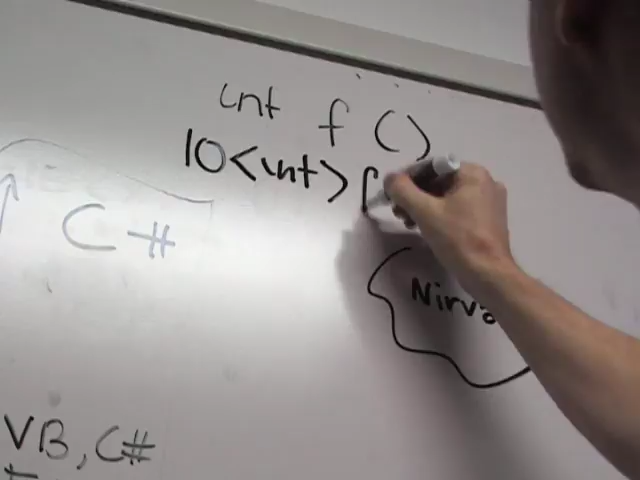 int f ()
IO<int> f
C #
Nirva
VB, C#